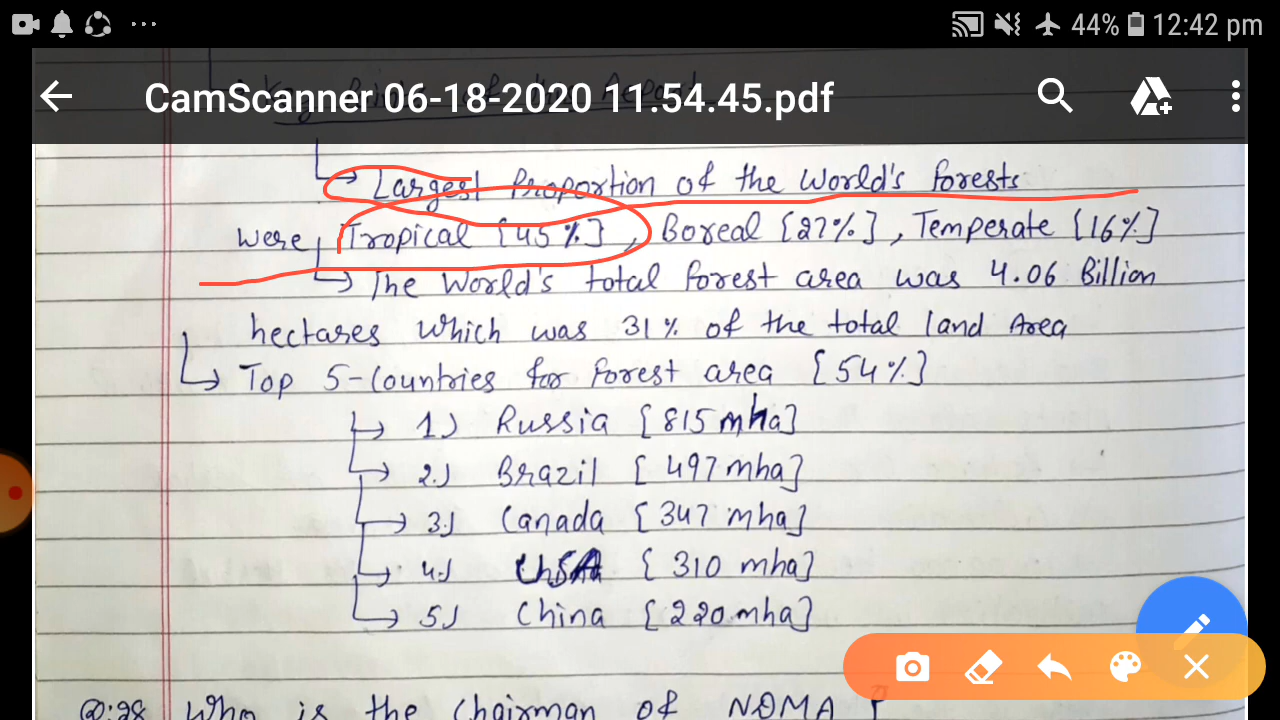 44% 12:42 pm
CamScanner 06-18-2020 11.54.45.pdf
Largest Proportion of the World's forests
were Tropical [45%], Boreal [27%], Temperate [16%]
The World's total forest area was 4.06 Billion
hectares which was 31% of the total land Area
Top 5-Countries for forest area [54%]
1) Russia [815 mha]
2) Brazil [497 mha]
3) Canada [347 mha]
4) USA [310 mha]
5) China [220 mha]
Q:28 Who is the Chairman of NDMA ?